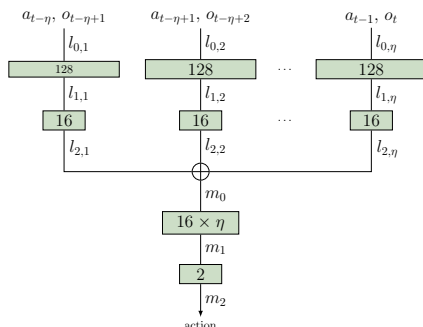 a_{t−η}, o_{t−η+1} a_{t−η+1}, o_{t−η+2} a_{t−1}, o_t
l_{0,1} l_{0,2} l_{0,η}
128 128 ... 128
l_{1,1} l_{1,2} l_{1,η}
16 16 ... 16
l_{2,1} l_{2,2} l_{2,η}
m_0
16 × η
m_1
2
m_2
action